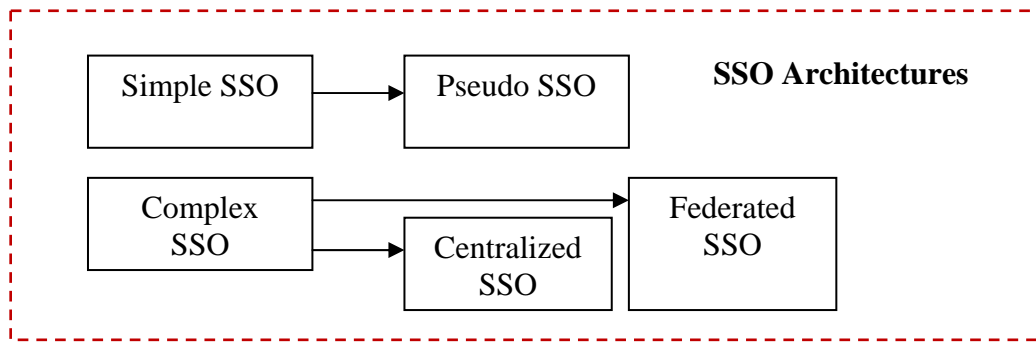 Simple SSO
Pseudo SSO
SSO Architectures
Complex
SSO
Federated
SSO
Centralized
SSO